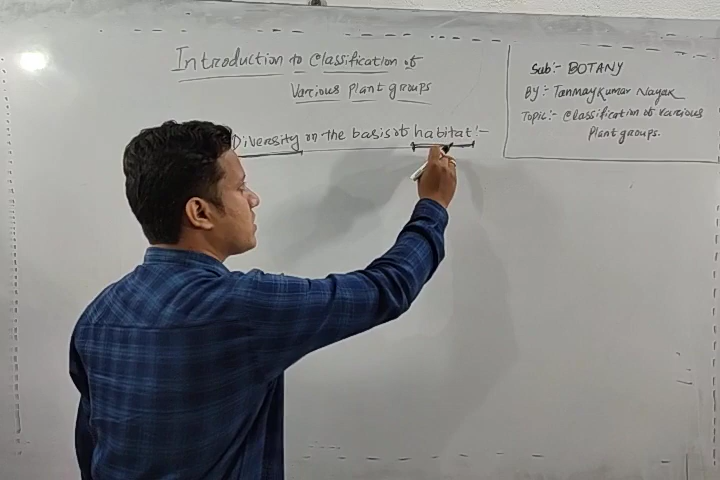 Introduction to Classification of
Various Plant groups
Diversity on the basis of habitat:-
Sub:- BOTANY
By:- Tanmay Kumar Nayak
Topic:- Classification of Various
Plant groups.